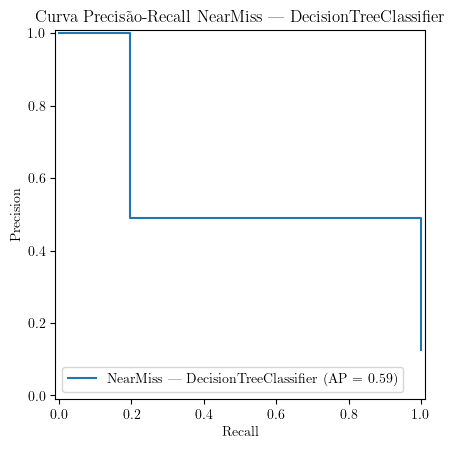 Curva Precisão-Recall NearMiss — DecisionTreeClassifier
1.0
0.8
0.6
0.4
0.2
0.0
Precision
NearMiss — DecisionTreeClassifier (AP = 0.59)
0.0 0.2 0.4 0.6 0.8 1.0
Recall